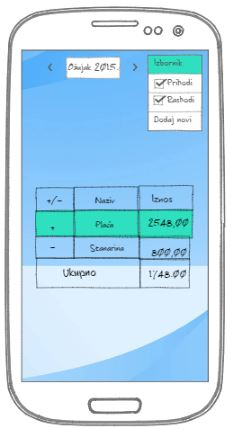 < Ožujak 2015. >
Izbornik
Prihodi
Rashodi
Dodaj novi
+/- Naziv Iznos
+ Plaća 2548,00
- Stanarina 800,00
Ukupno 1748.00